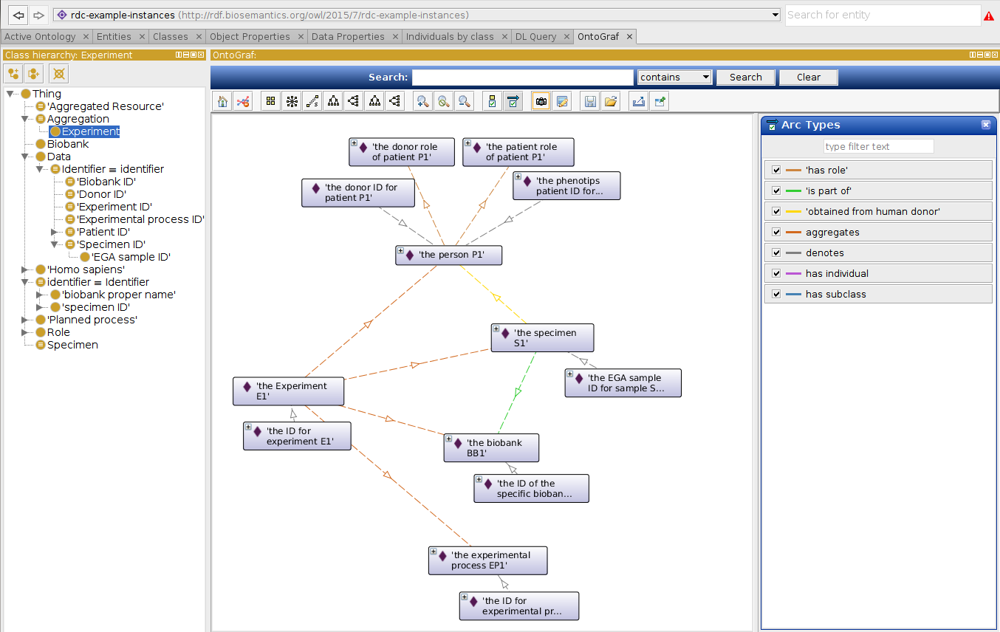 rdc-example-instances (http://rdf.biosemantics.org/owl/2015/7/rdc-example-instances)
Search for entity
Active Ontology × Entities × Classes × Object Properties × Data Properties × Individuals by class × DL Query × OntoGraf ×
Class hierarchy: Experiment
Thing
'Aggregated Resource'
Aggregation
Experiment
Biobank
Data
Identifier ≡ identifier
'Biobank ID'
'Donor ID'
'Experiment ID'
'Experimental process ID'
'Patient ID'
'Specimen ID'
'EGA sample ID'
'Homo sapiens'
identifier ≡ Identifier
'biobank proper name'
'specimen ID'
'Planned process'
Role
Specimen
OntoGraf:
Search:
contains
Search
Clear
'the donor role
of patient P1'
'the patient role
of patient P1'
'the donor ID for
patient P1'
'the phenotips
patient ID for...
'the person P1'
'the specimen
S1'
'the EGA sample
ID for sample S...
'the Experiment
E1'
'the ID for
experiment E1'
'the biobank
BB1'
'the ID of the
specific bioban...
'the experimental
process EP1'
'the ID for
experimental pr...
Arc Types
type filter text
'has role'
'is part of'
'obtained from human donor'
aggregates
denotes
has individual
has subclass